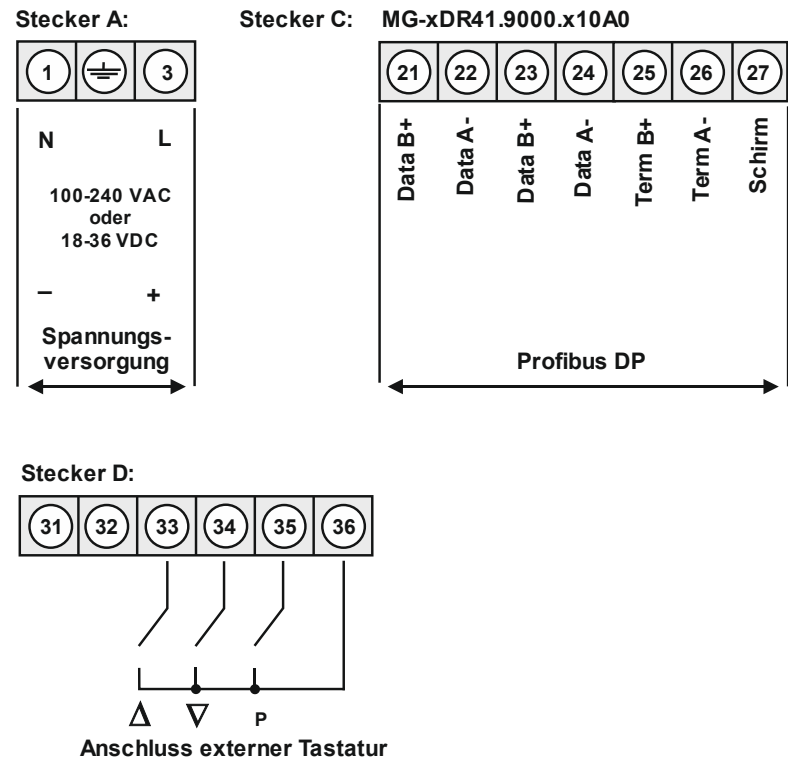 Stecker A:
1 3
N L
100-240 VAC
oder
18-36 VDC
– +
Spannungs-
versorgung
Stecker C: MG-xDR41.9000.x10A0
21 22 23 24 25 26 27
Data B+
Data A-
Data B+
Data A-
Term B+
Term A-
Schirm
Profibus DP
Stecker D:
31 32 33 34 35 36
P
Anschluss externer Tastatur